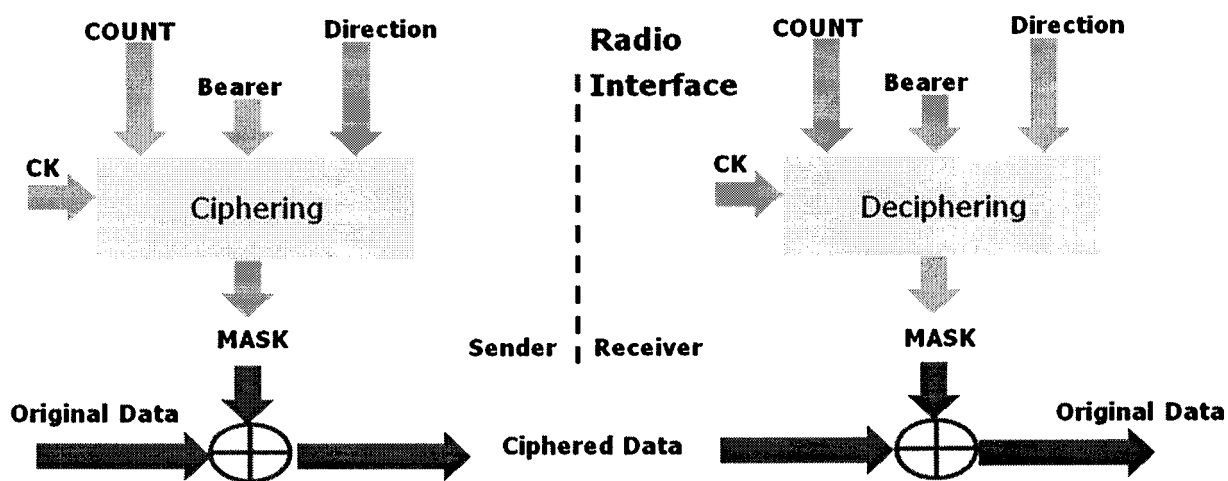 COUNT
Direction
Bearer
CK
Ciphering
MASK
Original Data
Radio
Interface
Sender
Receiver
Ciphered Data
COUNT
Direction
Bearer
CK
Deciphering
MASK
Original Data